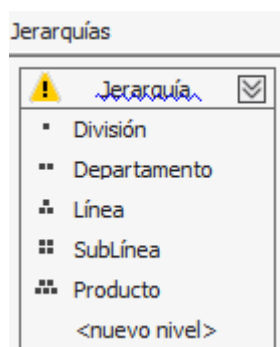 Jerarquías
Jerarquía
División
Departamento
Línea
SubLínea
Producto
<nuevo nivel>